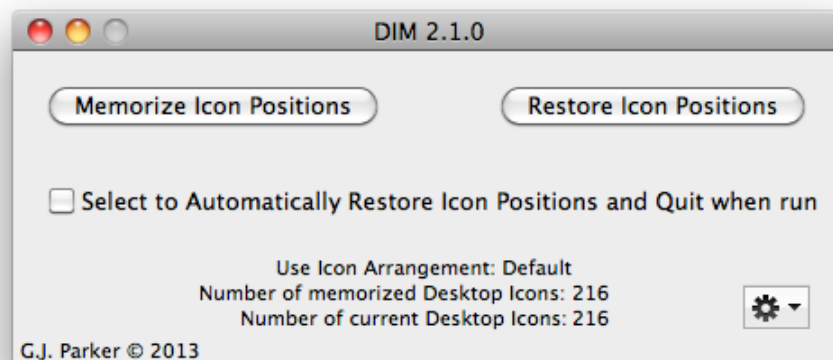 DIM 2.1.0
Memorize Icon Positions
Restore Icon Positions
Select to Automatically Restore Icon Positions and Quit when run
Use Icon Arrangement: Default
Number of memorized Desktop Icons: 216
Number of current Desktop Icons: 216
G.J. Parker © 2013